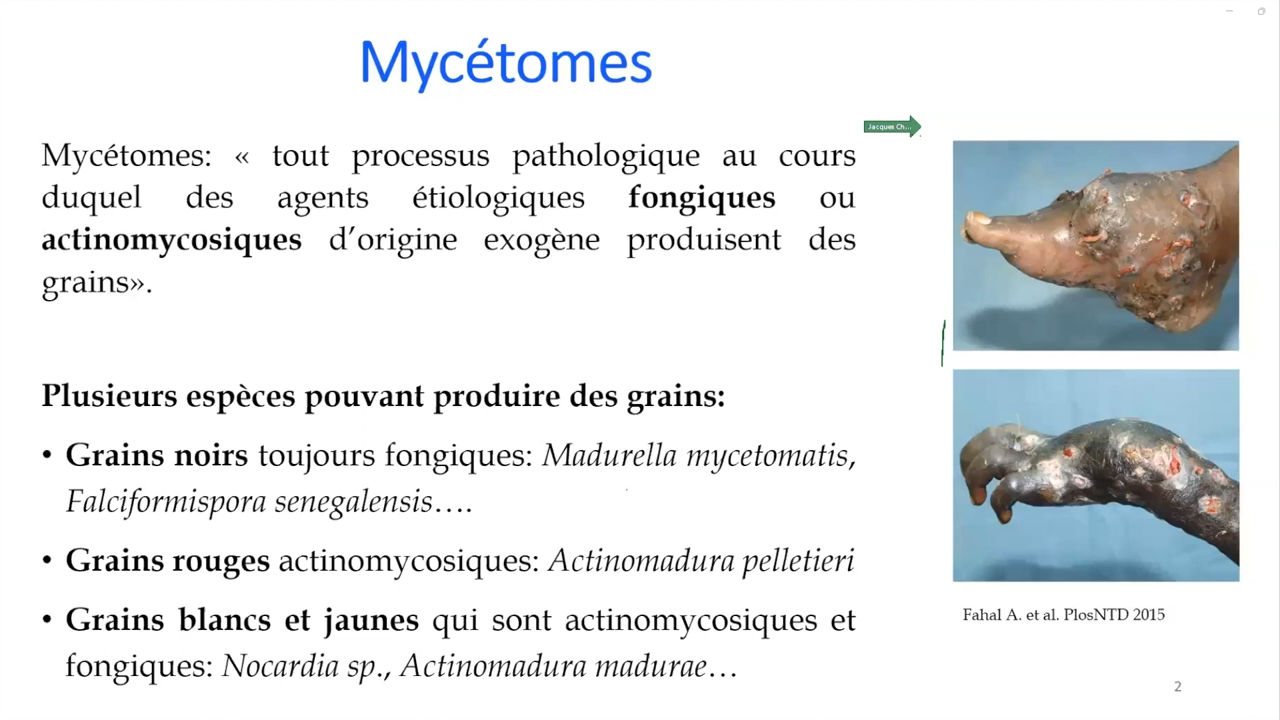 Mycétomes
Jacques Ch...
Mycétomes: « tout processus pathologique au cours
duquel des agents étiologiques fongiques ou
actinomycosiques d’origine exogène produisent des
grains».
Plusieurs espèces pouvant produire des grains:
• Grains noirs toujours fongiques: Madurella mycetomatis,
Falciformispora senegalensis….
• Grains rouges actinomycosiques: Actinomadura pelletieri
• Grains blancs et jaunes qui sont actinomycosiques et
fongiques: Nocardia sp., Actinomadura madurae…
Fahal A. et al. PlosNTD 2015
2